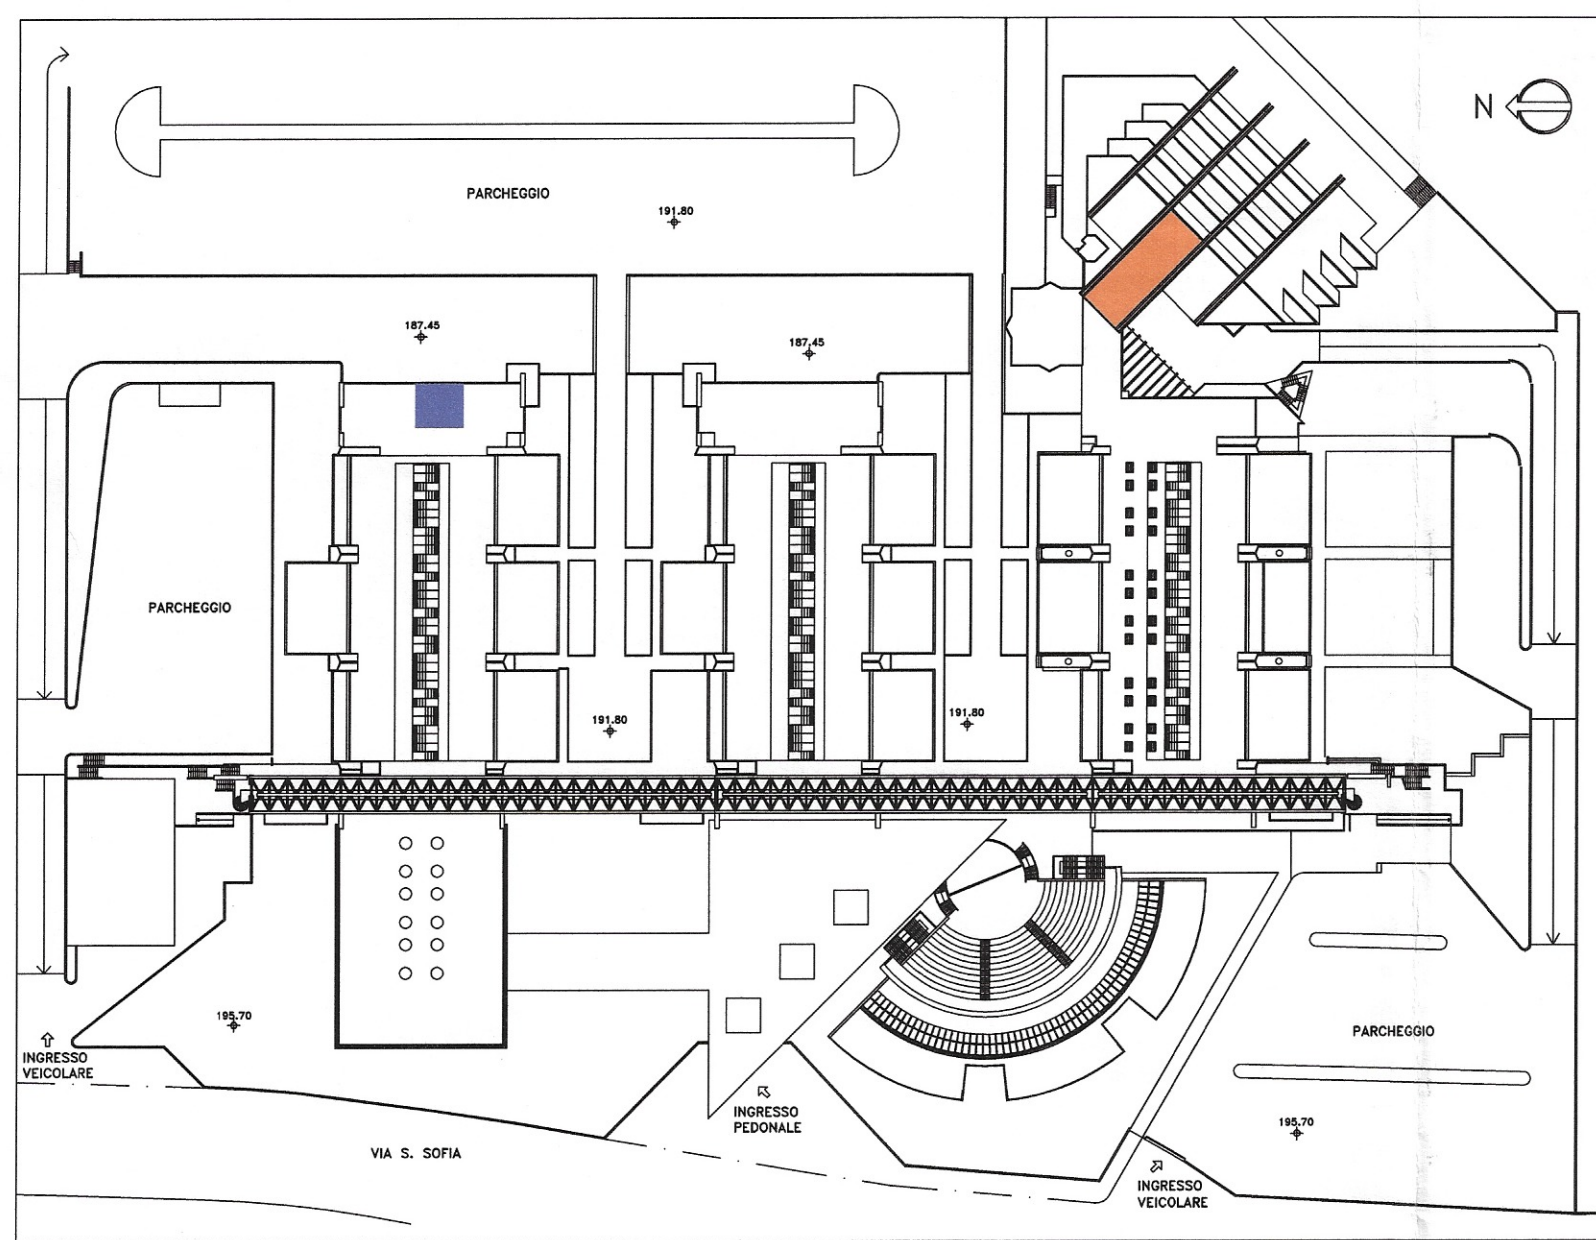 N
PARCHEGGIO
191.80
187.45
187.45
PARCHEGGIO
191.80
191.80
195.70
INGRESSO
VEICOLARE
PARCHEGGIO
INGRESSO
PEDONALE
195.70
VIA S. SOFIA
INGRESSO
VEICOLARE